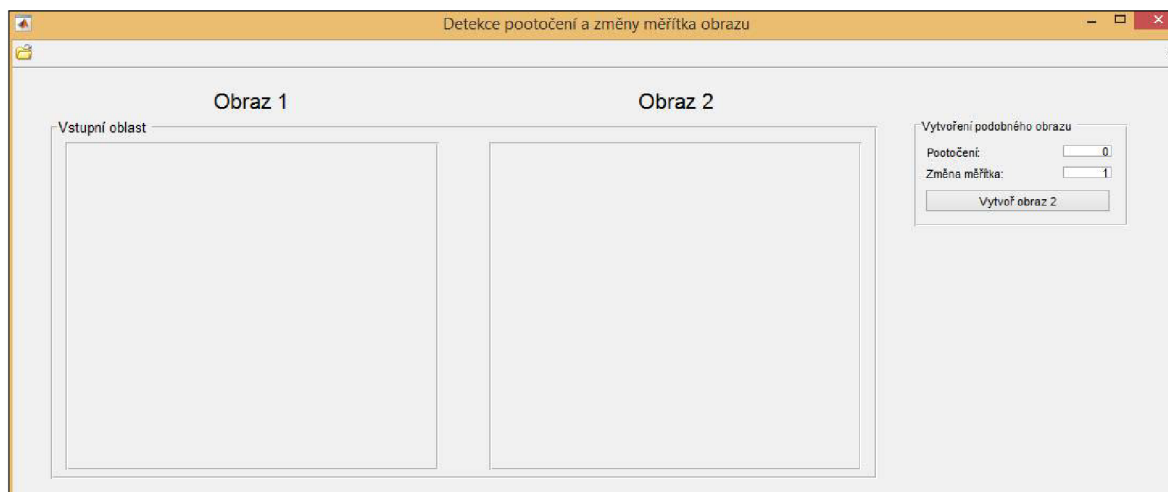 Detekce pootočení a změny měřítka obrazu
Obraz 1
Obraz 2
Vstupní oblast
Vytvoření podobného obrazu
Pootočení:
0
Změna měřítka:
1
Vytvoř obraz 2